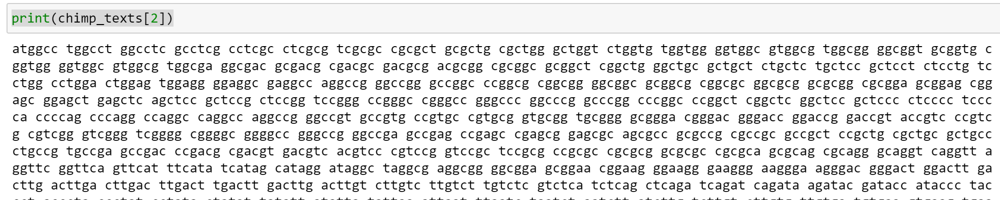 print(chimp_texts[2])
atggcc tggcct ggcctc gcctcg cctcgc ctcgcg tcgcgc cgcgct gcgctg cgctgg gctggt ctggtg tggtgg ggtggc gtggcg tggcgg ggcggt gcggtg c
ggtgg ggtggc gtggcg tggcga ggcgac gcgacg cgacgc gacgcg acgcgg cgcggc gcggct cggctg ggctgc gctgct ctgctc tgctcc gctcct ctcctg tc
ctgg cctgga ctggag tggagg ggaggc gaggcc aggccg ggccgg gccggc ccggcg cggcgg ggcggc gcggcg cggcgc ggcgcg gcgcgg cgcgga gcggag cgg
agc ggagct gagctc agctcc gctccg ctccgg tccggg ccgggc cgggcc gggccc ggcccg gcccgg cccggc ccggct cggctc ggctcc gctccc ctcccc tccc
ca ccccag cccagg ccaggc caggcc aggccg ggccgt gccgtg ccgtgc cgtgcg gtgcgg tgcggg gcggga cgggac gggacc ggaccg gaccgt accgtc ccgtc
g cgtcgg gtcggg tcgggg cggggc ggggcc gggccg ggccga gccgag ccgagc cgagcg gagcgc agcgcc gcgccg cgccgc gccgct ccgctg cgctgc gctgcc
ctgccg tgccga gccgac ccgacg cgacgt gacgtc acgtcc cgtccg gtccgc tccgcg ccgcgc cgcgcg gcgcgc cgcgca gcgcag cgcagg gcaggt caggtt a
ggttc ggttca gttcat ttcata tcatag catagg ataggc taggcg aggcgg ggcgga gcggaa cggaag ggaagg gaaggg aaggga agggac gggact ggactt ga
cttg acttga cttgac ttgact tgactt gacttg acttgt cttgtc ttgtct tgtctc gtctca tctcag ctcaga tcagat cagata agatac gatacc ataccc tac